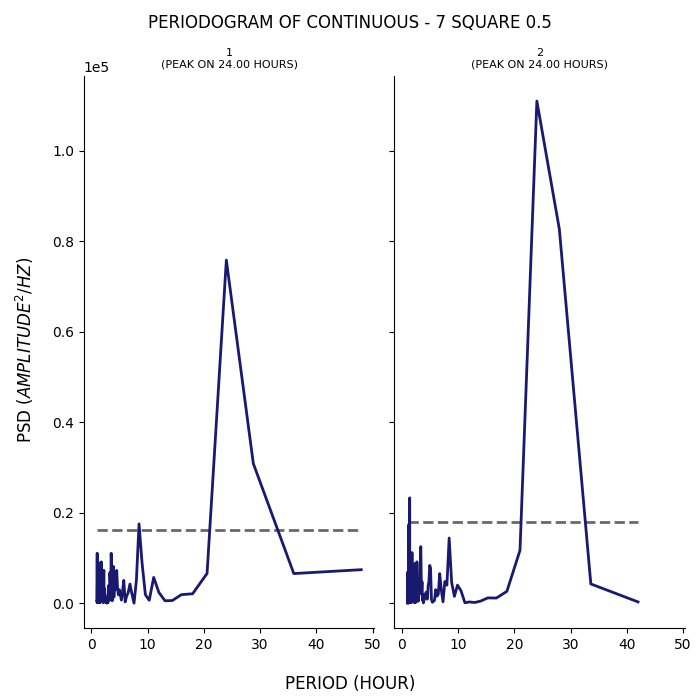 PERIODOGRAM OF CONTINUOUS - 7 SQUARE 0.5
1
(PEAK ON 24.00 HOURS)
2
(PEAK ON 24.00 HOURS)
1e5
1.0
0.8
0.6
0.4
0.2
0.0
PSD (AMPLITUDE²/HZ)
0 10 20 30 40 50
0 10 20 30 40 50
PERIOD (HOUR)